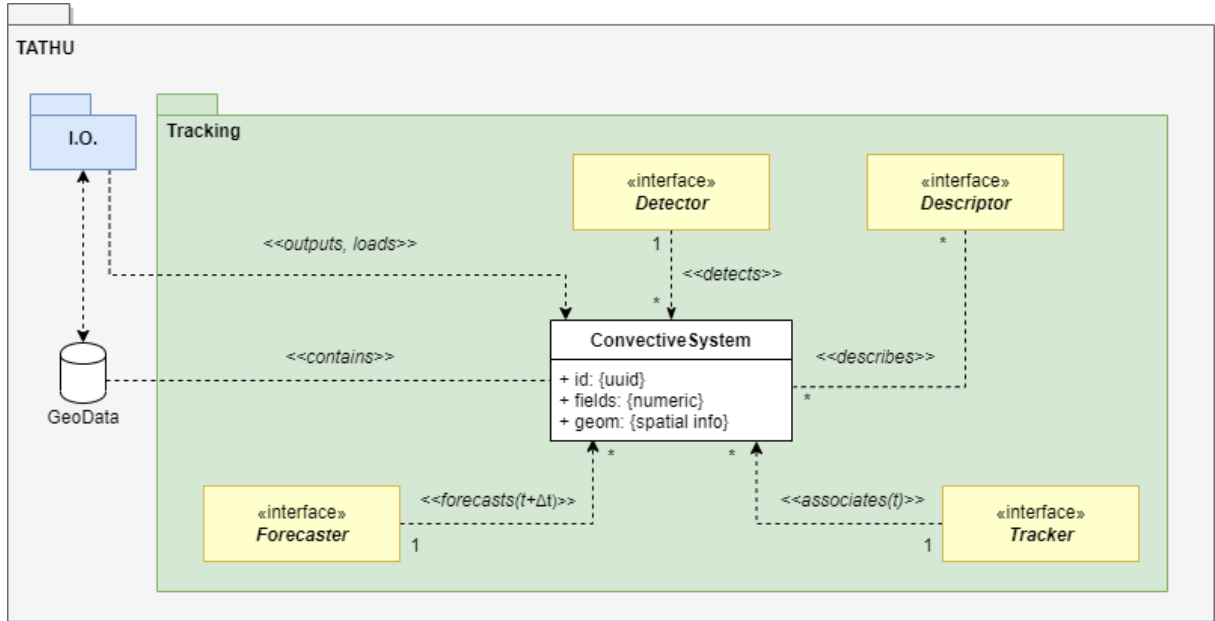 TATHU
I.O.
Tracking
«interface»
Detector
«interface»
Descriptor
1
*
<<outputs, loads>>
<<detects>>
*
ConvectiveSystem
<<contains>>
<<describes>>
+ id: {uuid}
*
+ fields: {numeric}
GeoData
+ geom: {spatial info}
*
*
<<forecasts(t+Δt)>>
<<associates(t)>>
«interface»
Forecaster
1
«interface»
Tracker
1